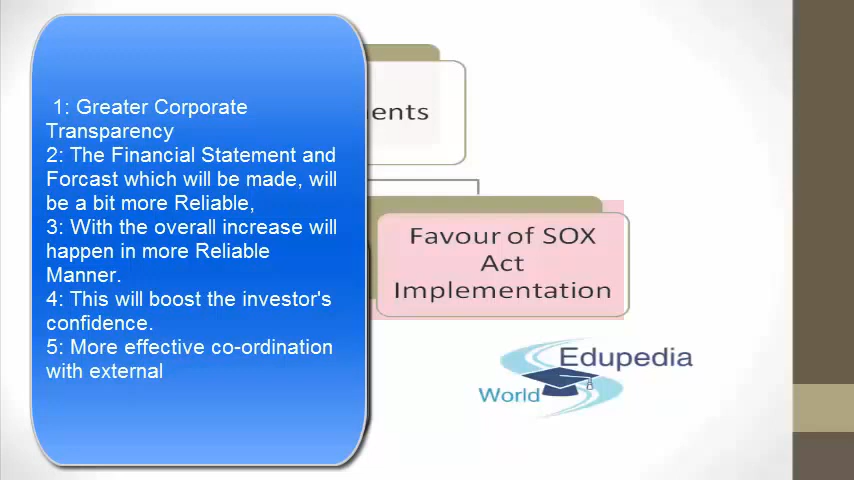 1: Greater Corporate
Transparency
2: The Financial Statement and
Forcast which will be made, will
be a bit more Reliable,
3: With the overall increase will
happen in more Reliable
Manner.
4: This will boost the investor's
confidence.
5: More effective co-ordination
with external
ents
Favour of SOX
Act
Implementation
Edupedia
World